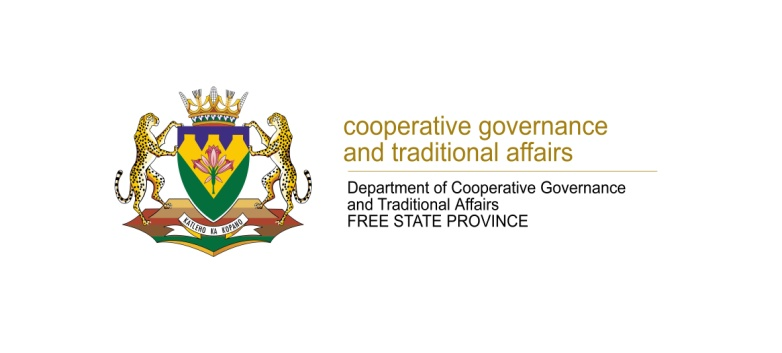 cooperative governance
and traditional affairs
Department of Cooperative Governance
and Traditional Affairs
FREE STATE PROVINCE
KATLEHO KA KOPANO